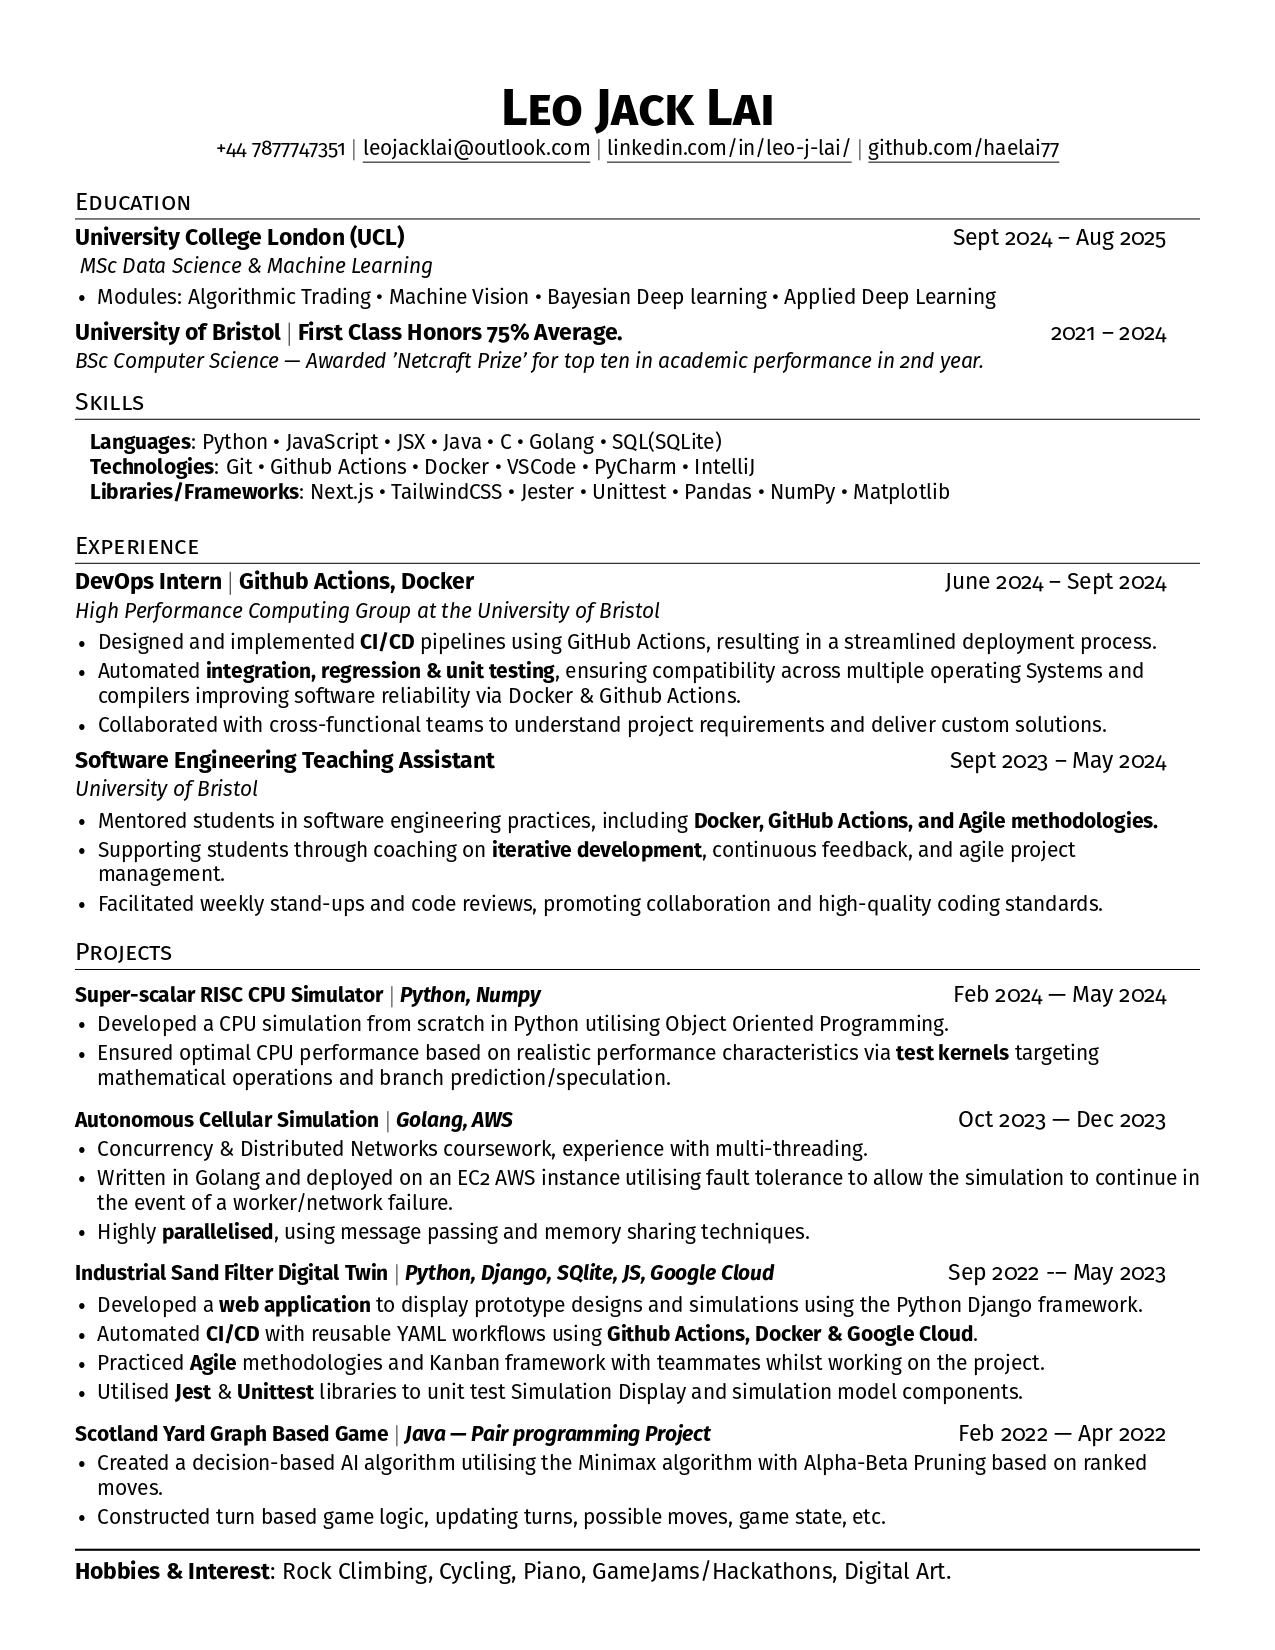 Leo Jack Lai
+44 7877747351 | leojacklai@outlook.com | linkedin.com/in/leo-j-lai/ | github.com/haelai77
Education
University College London (UCL) Sept 2024 – Aug 2025
MSc Data Science & Machine Learning
• Modules: Algorithmic Trading • Machine Vision • Bayesian Deep learning • Applied Deep Learning
University of Bristol | First Class Honors 75% Average. 2021 – 2024
BSc Computer Science — Awarded ’Netcraft Prize’ for top ten in academic performance in 2nd year.
Skills
Languages: Python • JavaScript • JSX • Java • C • Golang • SQL(SQLite)
Technologies: Git • Github Actions • Docker • VSCode • PyCharm • IntelliJ
Libraries/Frameworks: Next.js • TailwindCSS • Jester • Unittest • Pandas • NumPy • Matplotlib
Experience
DevOps Intern | Github Actions, Docker June 2024 – Sept 2024
High Performance Computing Group at the University of Bristol
• Designed and implemented CI/CD pipelines using GitHub Actions, resulting in a streamlined deployment process.
• Automated integration, regression & unit testing, ensuring compatibility across multiple operating Systems and
compilers improving software reliability via Docker & Github Actions.
• Collaborated with cross-functional teams to understand project requirements and deliver custom solutions.
Software Engineering Teaching Assistant Sept 2023 – May 2024
University of Bristol
• Mentored students in software engineering practices, including Docker, GitHub Actions, and Agile methodologies.
• Supporting students through coaching on iterative development, continuous feedback, and agile project
management.
• Facilitated weekly stand-ups and code reviews, promoting collaboration and high-quality coding standards.
Projects
Super-scalar RISC CPU Simulator | Python, Numpy Feb 2024 — May 2024
• Developed a CPU simulation from scratch in Python utilising Object Oriented Programming.
• Ensured optimal CPU performance based on realistic performance characteristics via test kernels targeting
mathematical operations and branch prediction/speculation.
Autonomous Cellular Simulation | Golang, AWS Oct 2023 — Dec 2023
• Concurrency & Distributed Networks coursework, experience with multi-threading.
• Written in Golang and deployed on an EC2 AWS instance utilising fault tolerance to allow the simulation to continue in
the event of a worker/network failure.
• Highly parallelised, using message passing and memory sharing techniques.
Industrial Sand Filter Digital Twin | Python, Django, SQlite, JS, Google Cloud Sep 2022 -– May 2023
• Developed a web application to display prototype designs and simulations using the Python Django framework.
• Automated CI/CD with reusable YAML workflows using Github Actions, Docker & Google Cloud.
• Practiced Agile methodologies and Kanban framework with teammates whilst working on the project.
• Utilised Jest & Unittest libraries to unit test Simulation Display and simulation model components.
Scotland Yard Graph Based Game | Java — Pair programming Project Feb 2022 — Apr 2022
• Created a decision-based AI algorithm utilising the Minimax algorithm with Alpha-Beta Pruning based on ranked
moves.
• Constructed turn based game logic, updating turns, possible moves, game state, etc.
Hobbies & Interest: Rock Climbing, Cycling, Piano, GameJams/Hackathons, Digital Art.